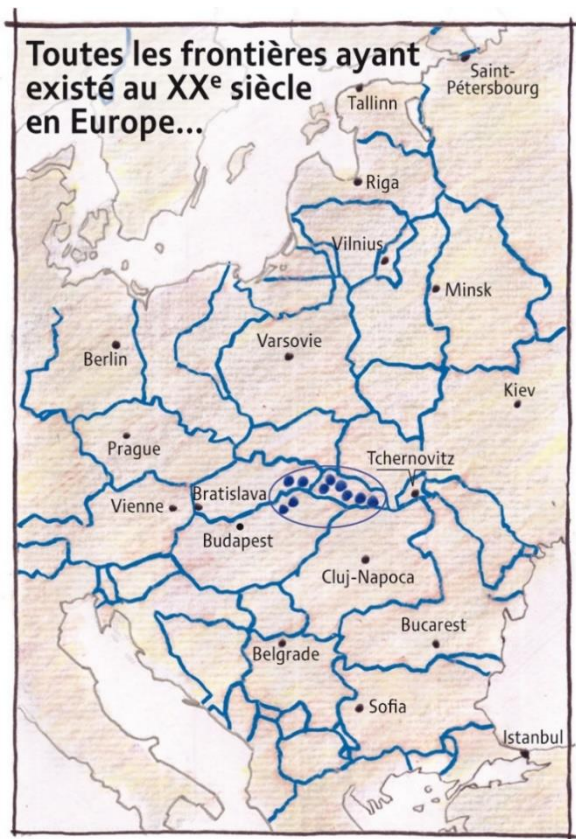 Toutes les frontières ayant
existé au XXe siècle
en Europe...
Saint-
Pétersbourg
Tallinn
Riga
Vilnius
Minsk
Berlin
Varsovie
Kiev
Prague
Tchernovitz
Vienne
Bratislava
Budapest
Cluj-Napoca
Bucarest
Belgrade
Sofia
Istanbul